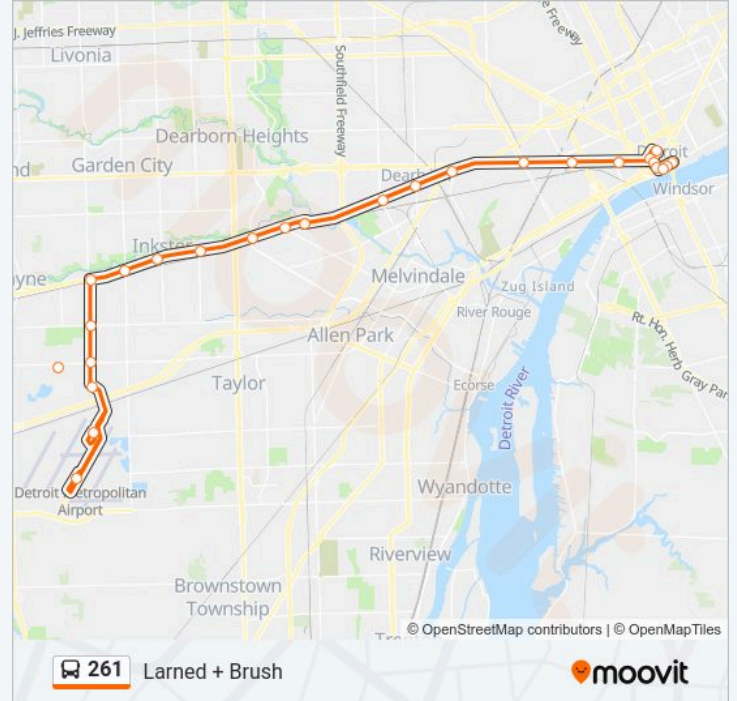 J. Jeffries Freeway
Livonia
Southfield Freeway
e Freeway
Dearborn Heights
Garden City
nd
Dearb
Detroit
Windsor
Inkster
yne
Melvindale
Zug Island
River Rouge
Allen Park
Rt. Hon. Herb Gray Par
Taylor
Ecorse
Detroit River
Detroit Metropolitan
Airport
Wyandotte
Riverview
Brownstown
Township
© OpenStreetMap contributors | © OpenMapTiles
261 Larned + Brush
moovit